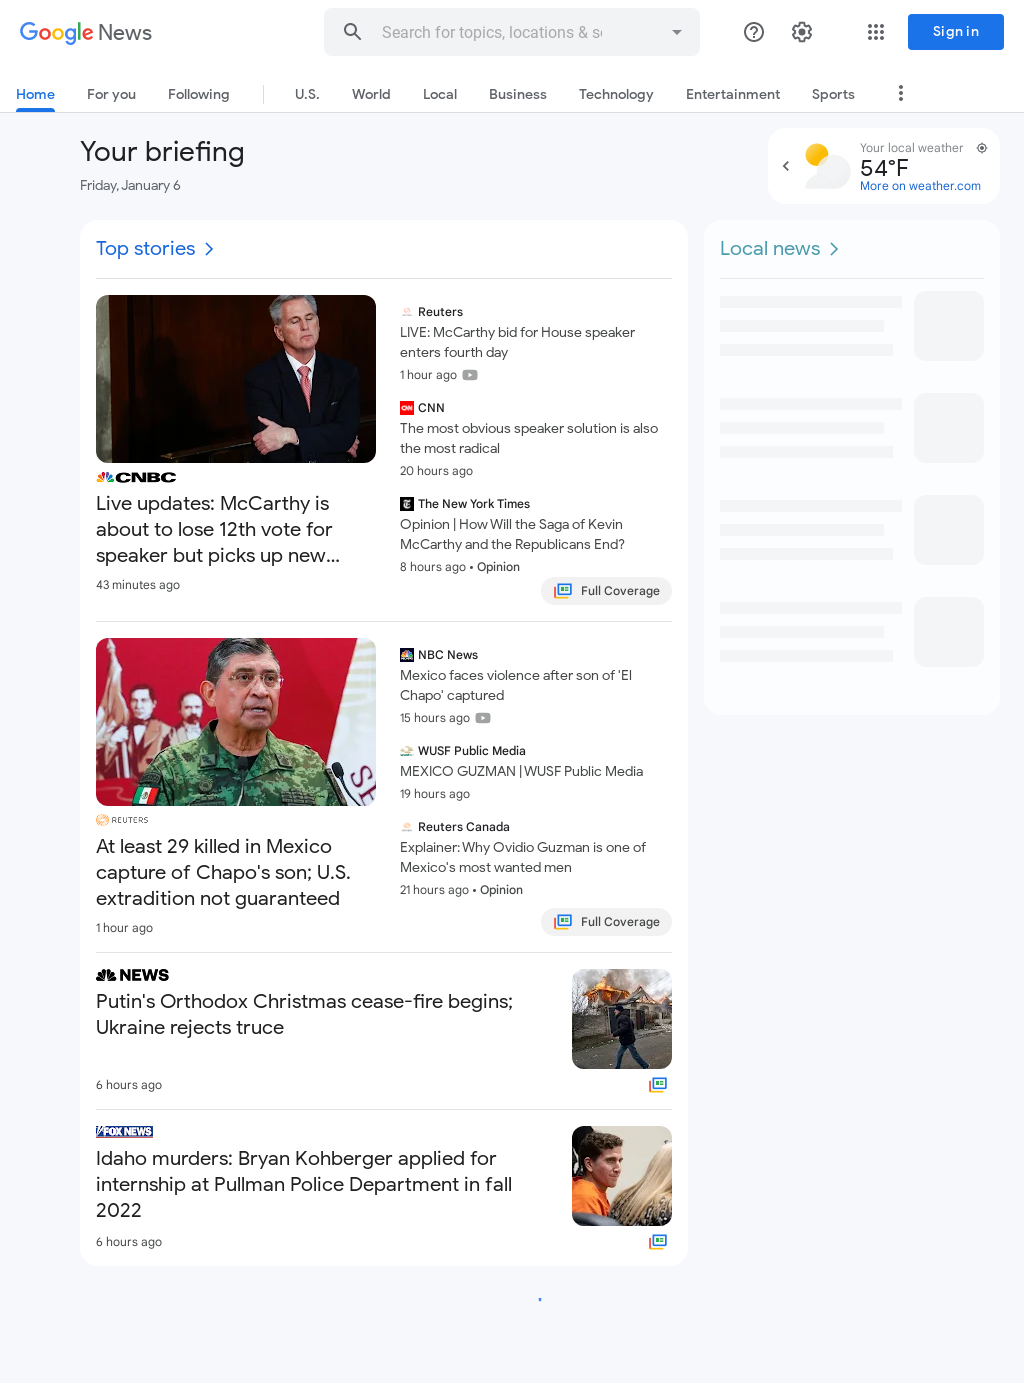 Google News
Search for topics, locations & s
Sign in
Home
For you
Following
U.S.
World
Local
Business
Technology
Entertainment
Sports
Your briefing
Friday, January 6
Your local weather
54°F
More on weather.com
Top stories
CNBC
Live updates: McCarthy is
about to lose 12th vote for
speaker but picks up new...
43 minutes ago
Reuters
LIVE: McCarthy bid for House speaker
enters fourth day
1 hour ago
CNN
The most obvious speaker solution is also
the most radical
20 hours ago
The New York Times
Opinion | How Will the Saga of Kevin
McCarthy and the Republicans End?
8 hours ago • Opinion
Full Coverage
REUTERS
At least 29 killed in Mexico
capture of Chapo's son; U.S.
extradition not guaranteed
1 hour ago
NBC News
Mexico faces violence after son of 'El
Chapo' captured
15 hours ago
WUSF Public Media
MEXICO GUZMAN | WUSF Public Media
19 hours ago
Reuters Canada
Explainer: Why Ovidio Guzman is one of
Mexico's most wanted men
21 hours ago • Opinion
Full Coverage
NEWS
Putin's Orthodox Christmas cease-fire begins;
Ukraine rejects truce
6 hours ago
FOX NEWS
Idaho murders: Bryan Kohberger applied for
internship at Pullman Police Department in fall
2022
6 hours ago
Local news